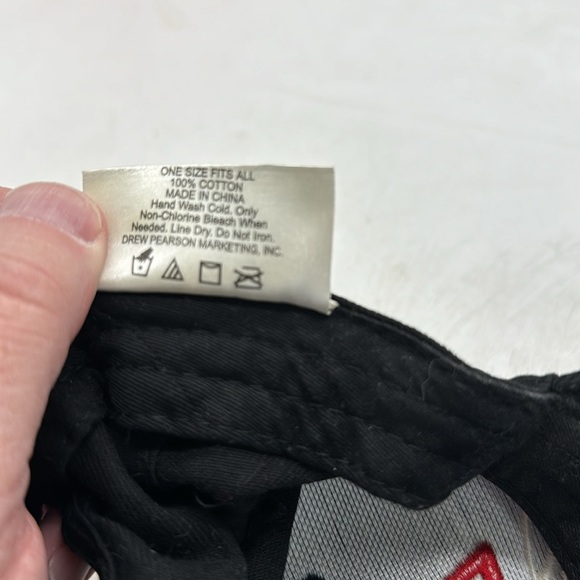 ONE SIZE FITS ALL
100% COTTON
MADE IN CHINA
Hand Wash Cold. Only
Non-Chlorine Bleach When
Needed. Line Dry. Do Not Iron.
DREW PEARSON MARKETING, INC.